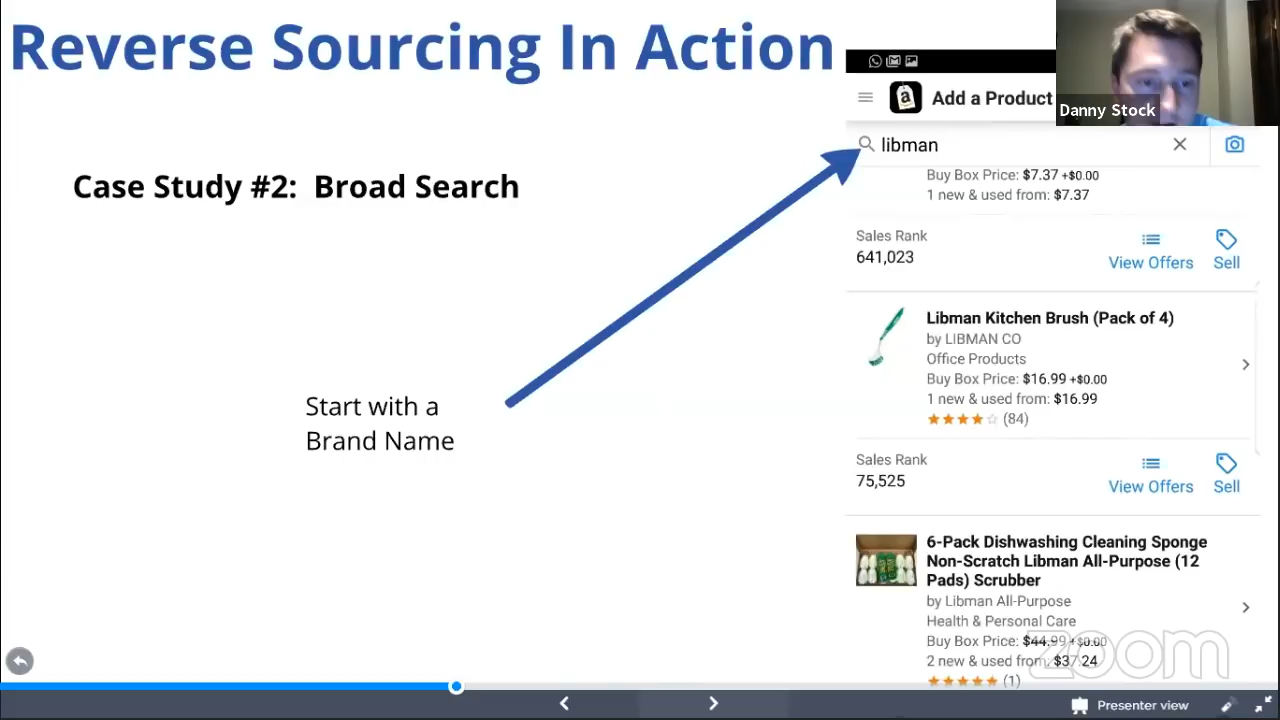 Reverse Sourcing In Action
Case Study #2: Broad Search
Start with a
Brand Name
Add a Product
Danny Stock
libman
Buy Box Price: $7.37 +$0.00
1 new & used from: $7.37
Sales Rank
641,023
View Offers
Sell
Libman Kitchen Brush (Pack of 4)
by LIBMAN CO
Office Products
Buy Box Price: $16.99 +$0.00
1 new & used from: $16.99
(84)
Sales Rank
75,525
View Offers
Sell
6-Pack Dishwashing Cleaning Sponge
Non-Scratch Libman All-Purpose (12
Pads) Scrubber
by Libman All-Purpose
Health & Personal Care
Buy Box Price: $44.99 +$0.00
2 new & used from: $37.24
(1)
zoom
Presenter view